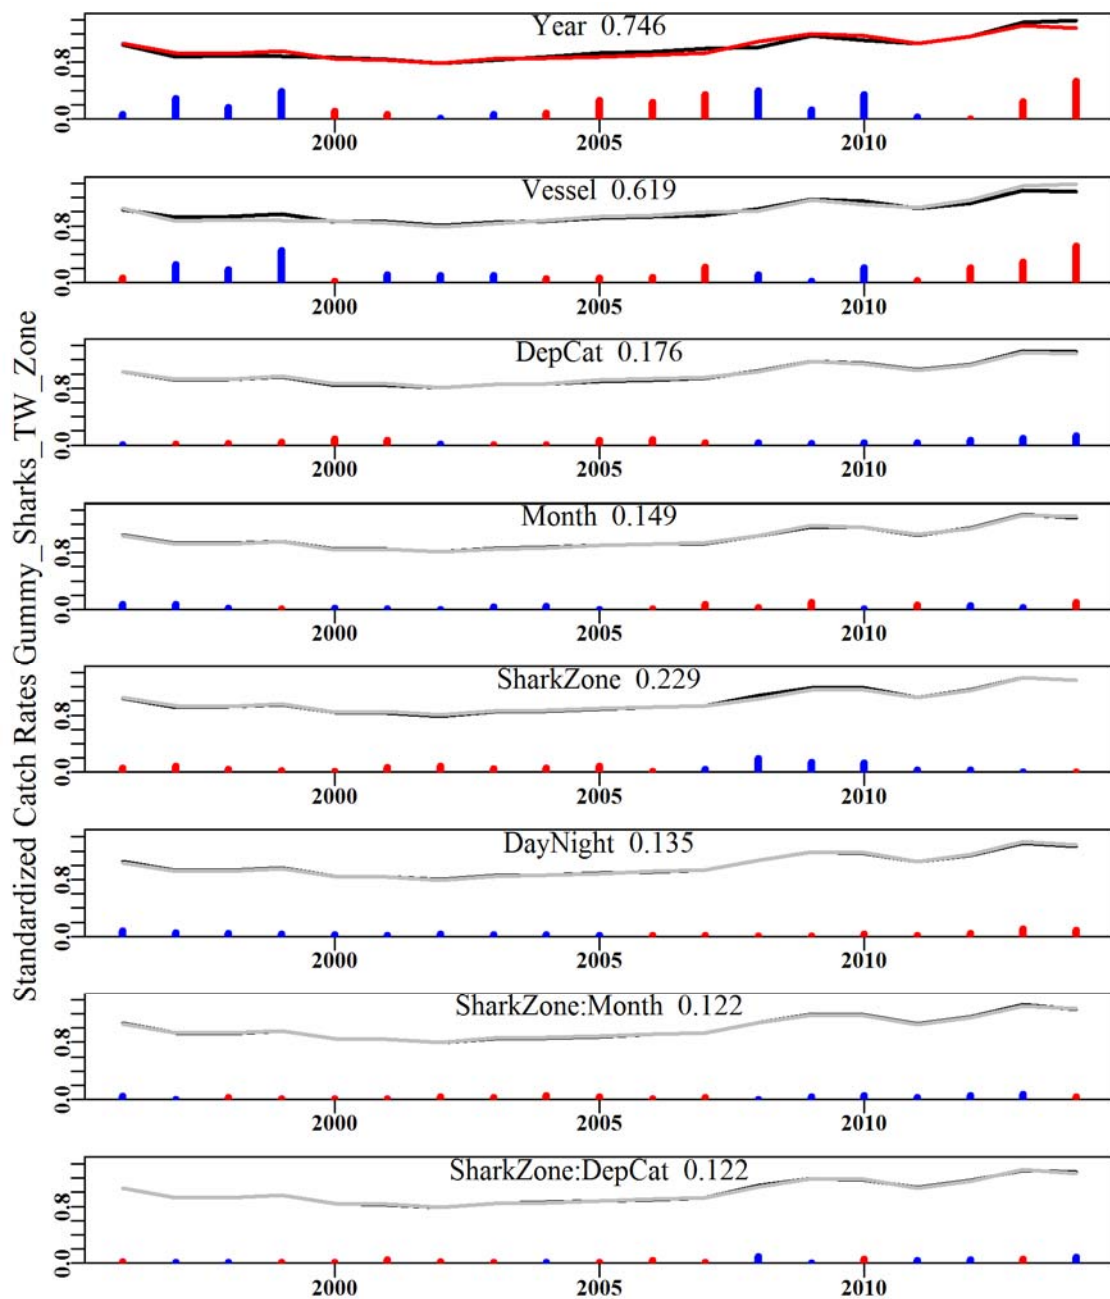 Standardized Catch Rates Gummy_Sharks_TW_Zone
Year 0.746
0.8
0.0
2000 2005 2010
Vessel 0.619
0.8
0.0
2000 2005 2010
DepCat 0.176
0.8
0.0
2000 2005 2010
Month 0.149
0.8
0.0
2000 2005 2010
SharkZone 0.229
0.8
0.0
2000 2005 2010
DayNight 0.135
0.8
0.0
2000 2005 2010
SharkZone:Month 0.122
0.8
0.0
2000 2005 2010
SharkZone:DepCat 0.122
0.8
0.0
2000 2005 2010